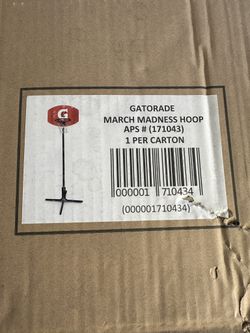 GATORADE
MARCH MADNESS HOOP
APS # (171043)
1 PER CARTON
G
000001 710434
(000001710434)